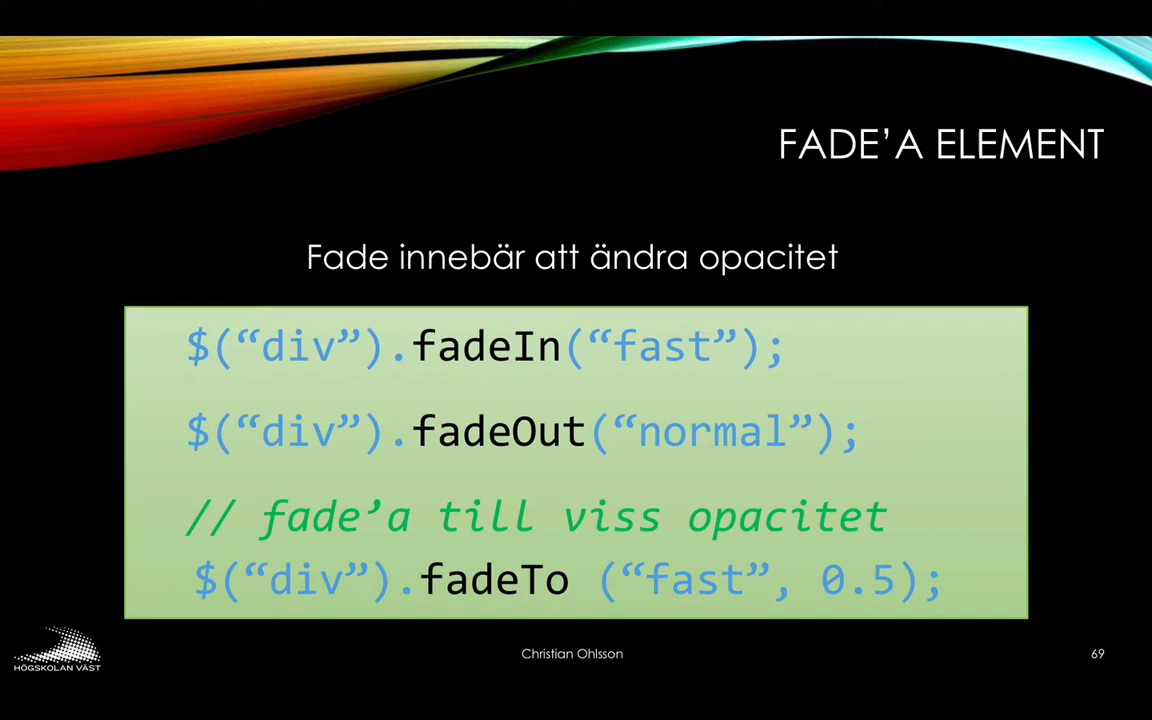 FADE’A ELEMENT
Fade innebär att ändra opacitet
$(“div”).fadeIn(“fast”);
$(“div”).fadeOut(“normal”);
// fade’a till viss opacitet
$(“div”).fadeTo (“fast”, 0.5);
HÖGSKOLAN VÄST
Christian Ohlsson
69